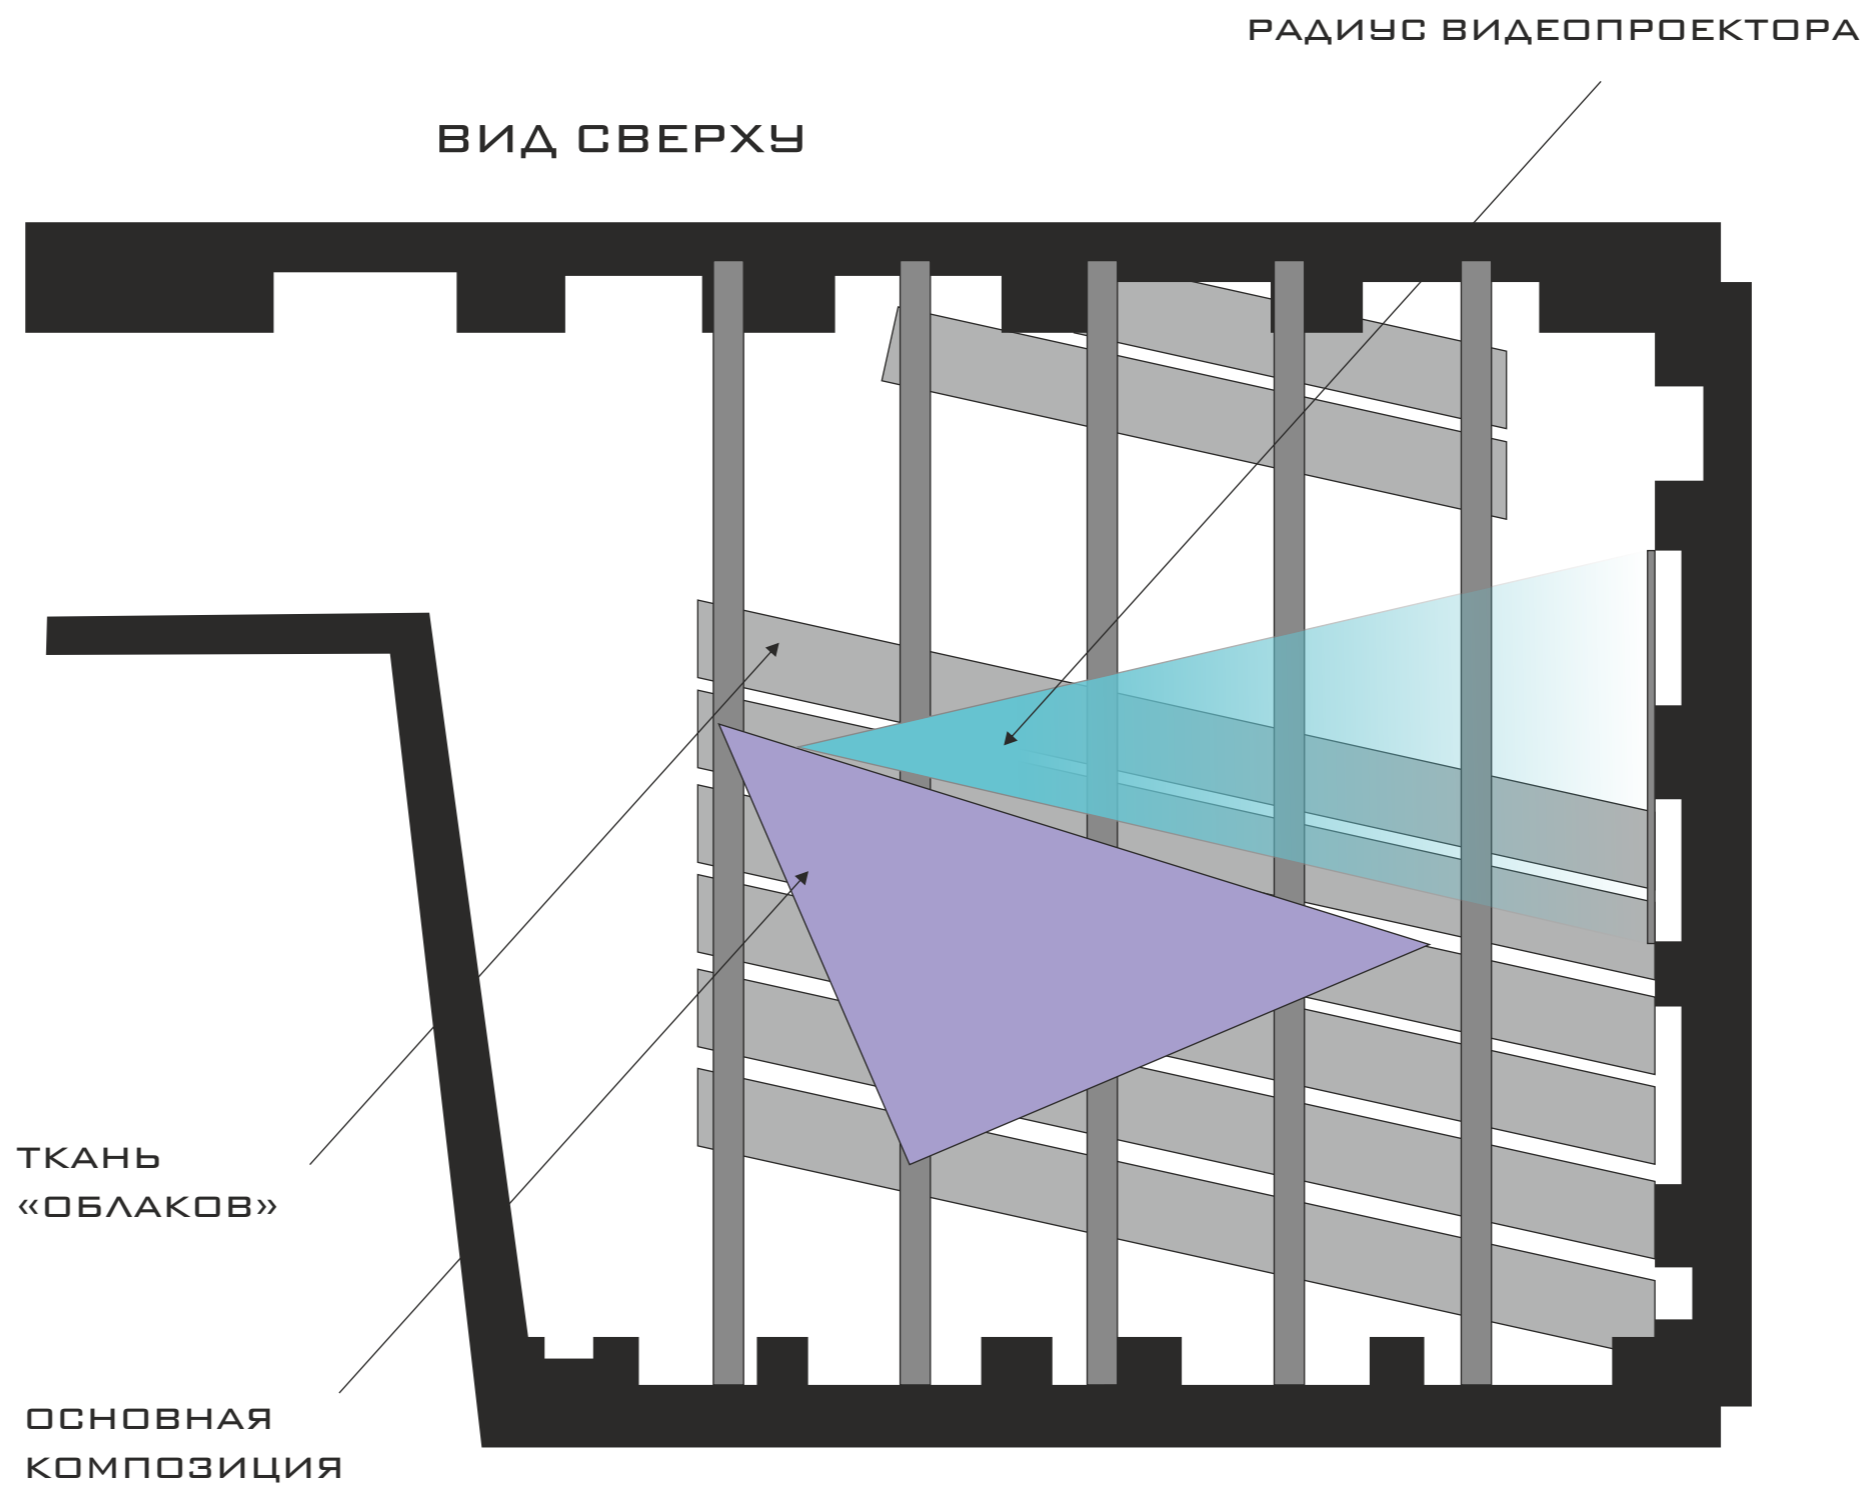 РАДИУС ВИДЕОПРОЕКТОРА
ВИД СВЕРХУ
ТКАНЬ
«ОБЛАКОВ»
ОСНОВНАЯ
КОМПОЗИЦИЯ